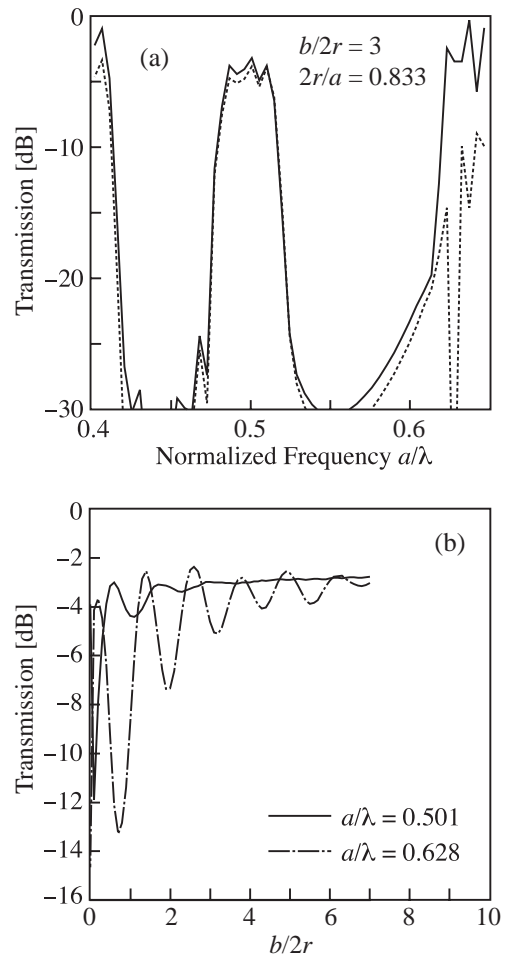 0
(a)
b/2r = 3
2r/a = 0.833
−10
−20
−30
Transmission [dB]
0.4
0.5
0.6
Normalized Frequency a/λ
0
(b)
−2
−4
−6
−8
−10
−12
−14
−16
Transmission [dB]
a/λ = 0.501
a/λ = 0.628
0
2
4
6
8
10
b/2r